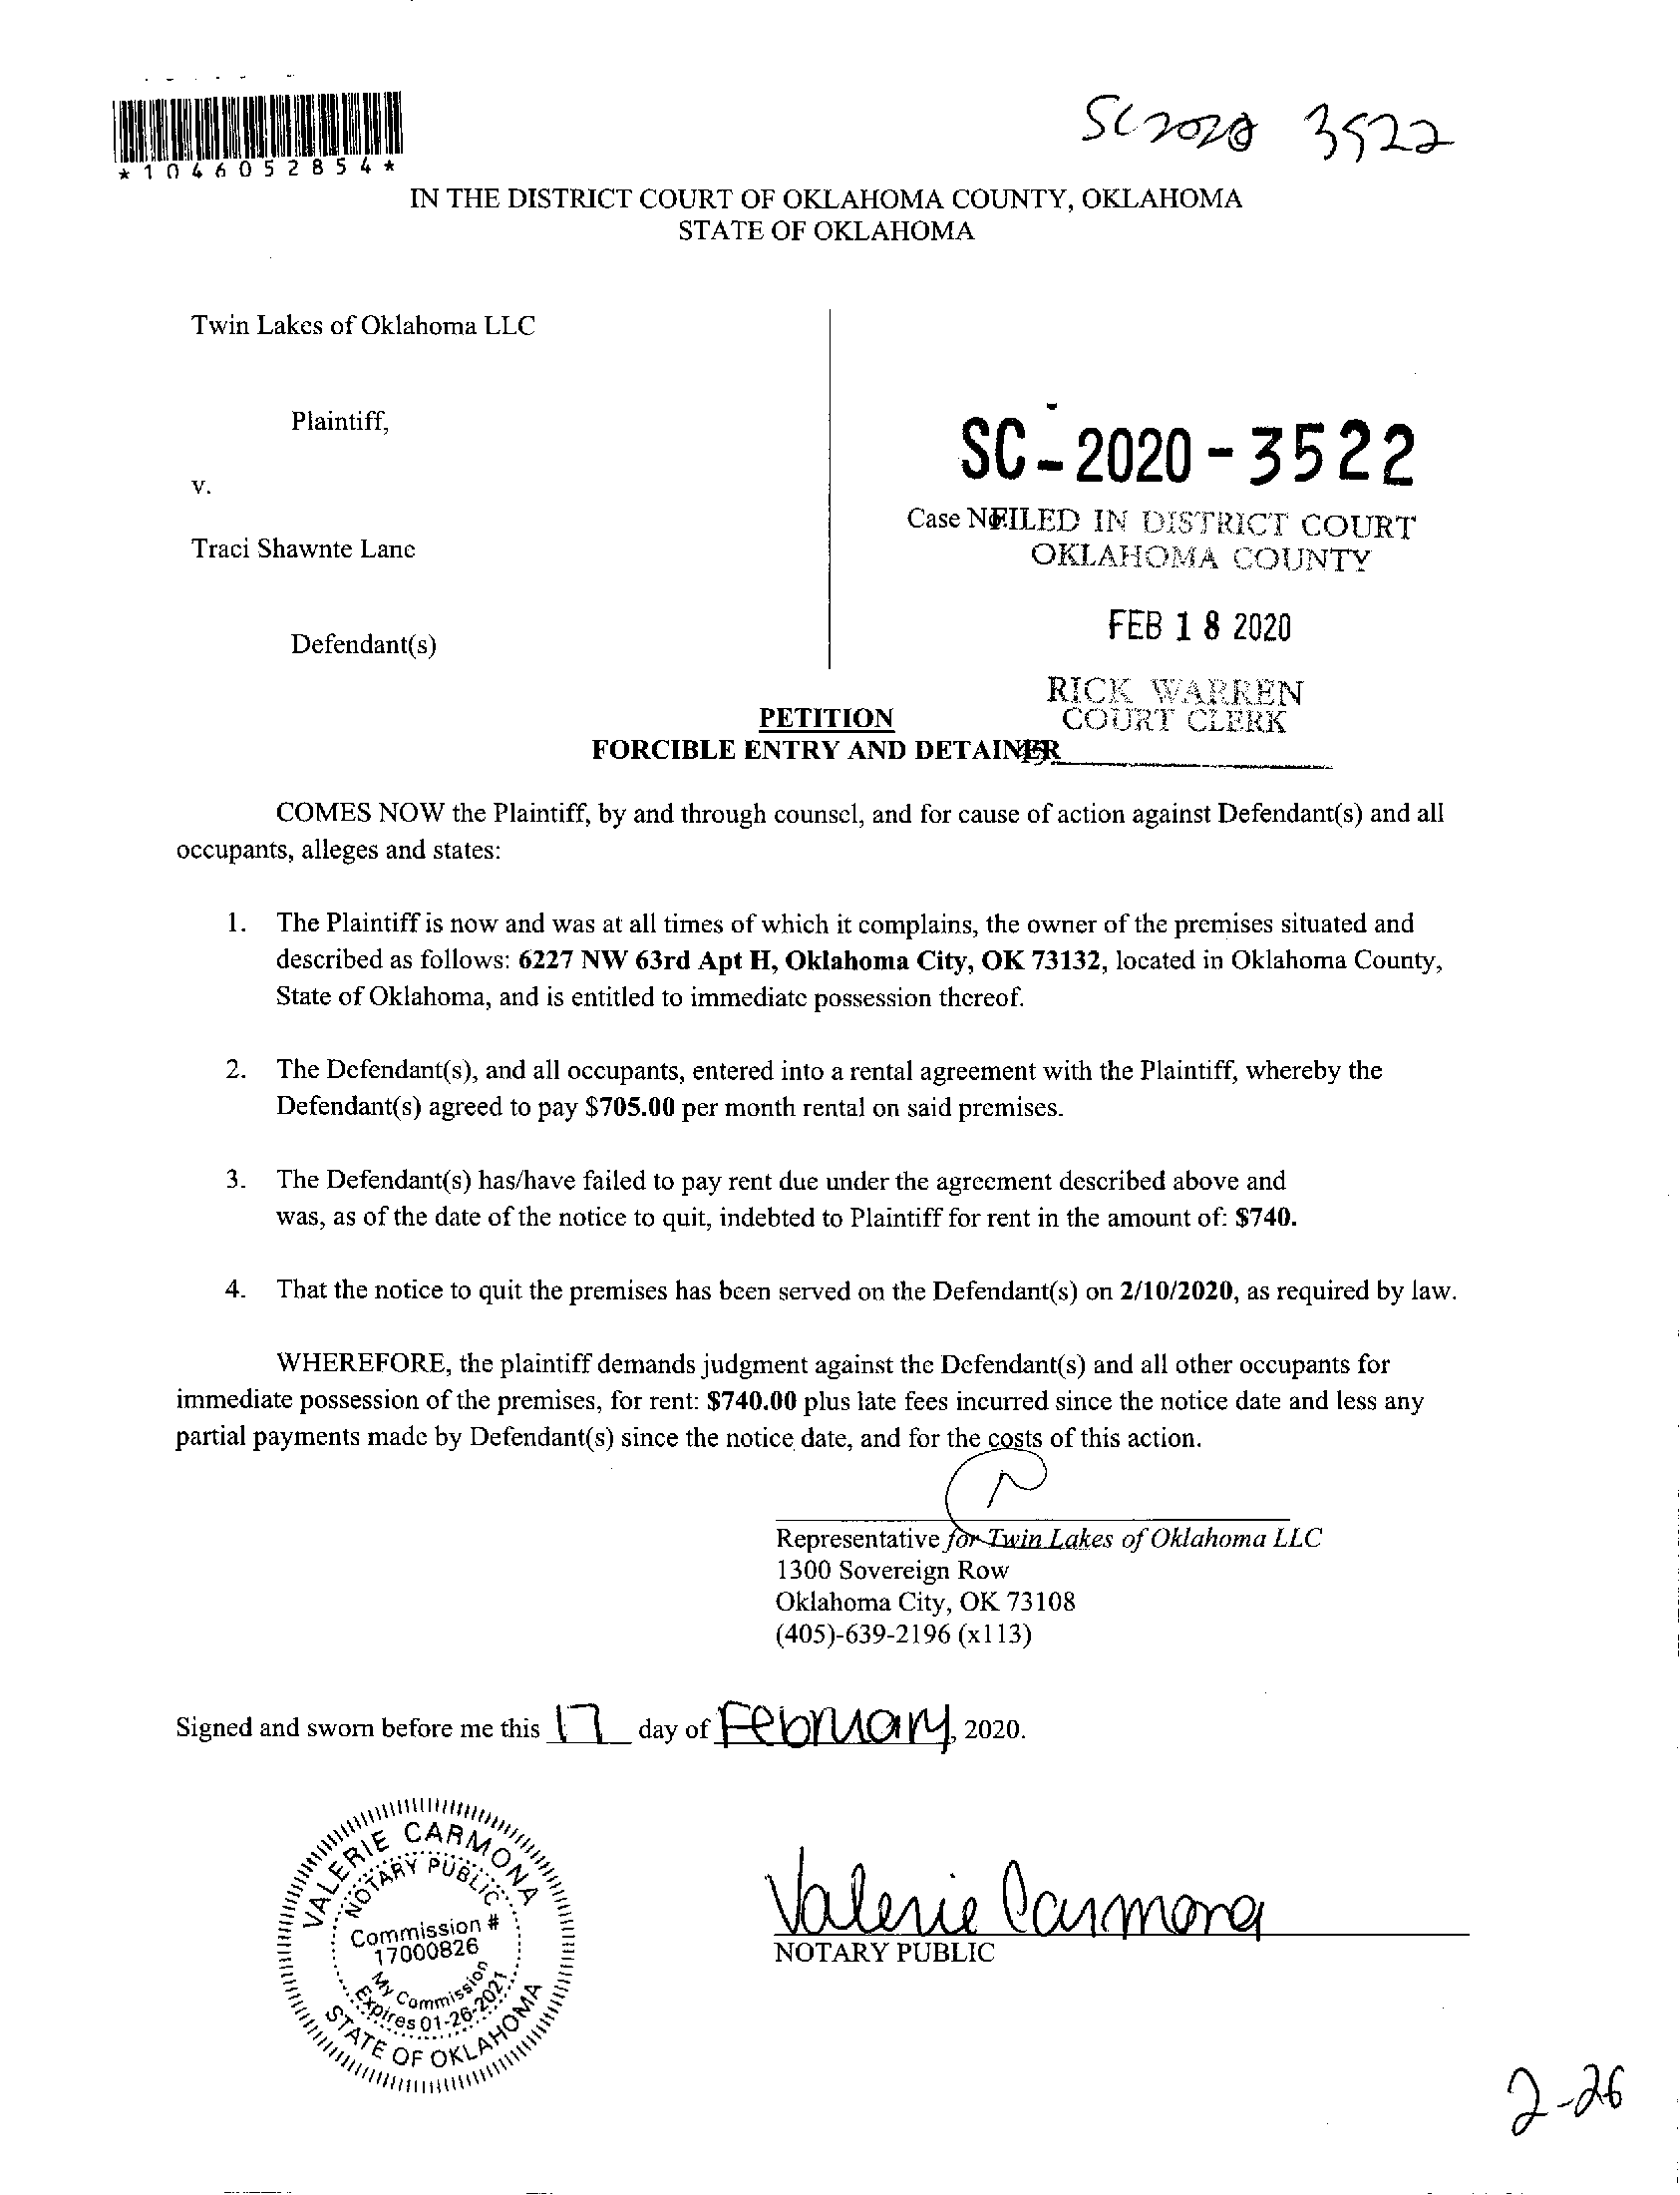 SC2020 3522
*1046052854*
IN THE DISTRICT COURT OF OKLAHOMA COUNTY, OKLAHOMA
STATE OF OKLAHOMA
Twin Lakes of Oklahoma LLC
Plaintiff,
v.
Traci Shawnte Lane
Defendant(s)
SC-2020-3522
Case No
FILED IN DISTRICT COURT
OKLAHOMA COUNTY
FEB 18 2020
RICK WARREN
COURT CLERK
PETITION
FORCIBLE ENTRY AND DETAINER
COMES NOW the Plaintiff, by and through counsel, and for cause of action against Defendant(s) and all
occupants, alleges and states:
1. The Plaintiff is now and was at all times of which it complains, the owner of the premises situated and
described as follows: 6227 NW 63rd Apt H, Oklahoma City, OK 73132, located in Oklahoma County,
State of Oklahoma, and is entitled to immediate possession thereof.
2. The Defendant(s), and all occupants, entered into a rental agreement with the Plaintiff, whereby the
Defendant(s) agreed to pay $705.00 per month rental on said premises.
3. The Defendant(s) has/have failed to pay rent due under the agreement described above and
was, as of the date of the notice to quit, indebted to Plaintiff for rent in the amount of: $740.
4. That the notice to quit the premises has been served on the Defendant(s) on 2/10/2020, as required by law.
WHEREFORE, the plaintiff demands judgment against the Defendant(s) and all other occupants for
immediate possession of the premises, for rent: $740.00 plus late fees incurred since the notice date and less any
partial payments made by Defendant(s) since the notice date, and for the costs of this action.
Representative for Twin Lakes of Oklahoma LLC
1300 Sovereign Row
Oklahoma City, OK 73108
(405)-639-2196 (x113)
Signed and sworn before me this 17 day of February, 2020.
VALERIE CARMONA
NOTARY PUBLIC
Commission #
17000826
My Commission
Expires 01-26-2021
STATE OF OKLAHOMA
Valerie Carmona
NOTARY PUBLIC
2-26